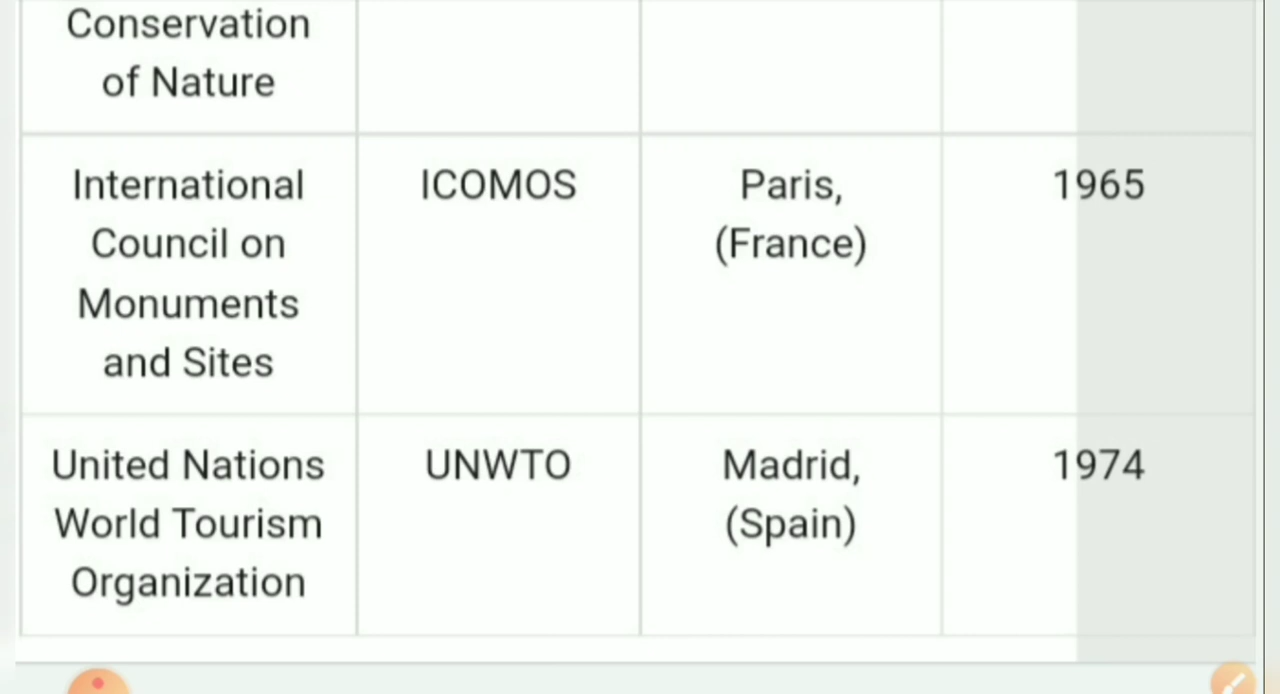 Conservation
of Nature
International
Council on
Monuments
and Sites
ICOMOS
Paris,
(France)
1965
United Nations
World Tourism
Organization
UNWTO
Madrid,
(Spain)
1974